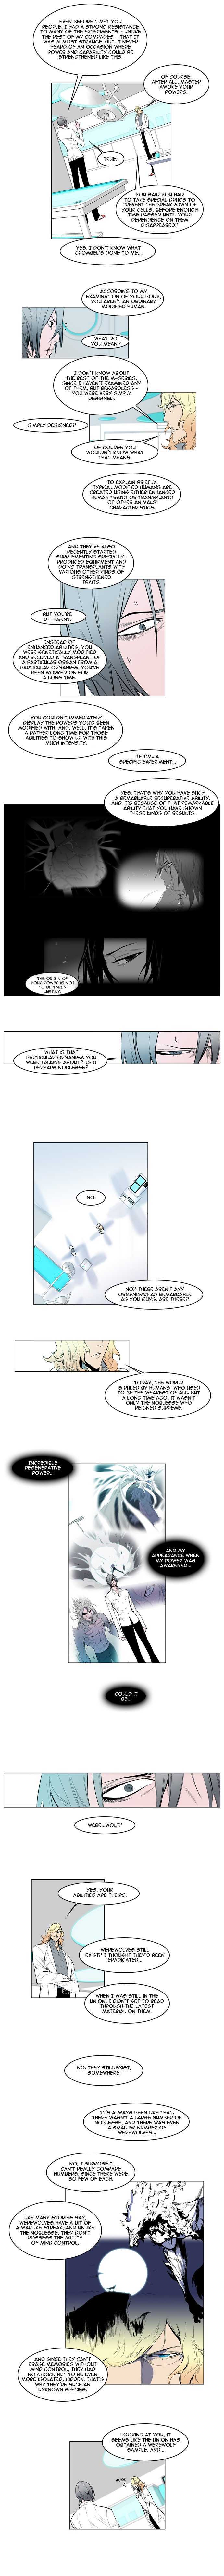 EVEN BEFORE I MET YOU
PEOPLE, I HAD A STRONG RESISTANCE
TO MANY OF THE EXPERIMENTS - UNLIKE
THE REST OF MY COMRADES - THAT IT
WAS ALMOST STRANGE. BUT...I NEVER
HEARD OF AN OCCASION WHERE
POWER AND CAPABILITY COULD BE
STRENGTHENED LIKE THIS.
OF COURSE.
AFTER ALL, MASTER
AWOKE YOUR
POWERS.
TRUE...
YOU SAID YOU HAD
TO TAKE SPECIAL DRUGS TO
PREVENT THE BREAKDOWN OF
YOUR CELLS, BEFORE ENOUGH
TIME PASSED UNTIL YOUR
DEPENDENCE ON THEM
DISAPPEARED?
YES. I DON'T KNOW WHAT
CROMBEL'S DONE TO ME...
ACCORDING TO MY
EXAMINATION OF YOUR BODY,
YOU AREN'T AN ORDINARY
MODIFIED HUMAN.
WHAT DO
YOU MEAN?
I DON'T KNOW ABOUT
THE REST OF THE M-SERIES,
SINCE I HAVEN'T EXAMINED ANY
OF THEM, BUT REGARDLESS -
YOU WERE VERY SIMPLY
DESIGNED.
SIMPLY DESIGNED?
OF COURSE YOU
WOULDN'T KNOW WHAT
THAT MEANS.
TO EXPLAIN BRIEFLY:
TYPICAL MODIFIED HUMANS ARE
CREATED USING EITHER ENHANCED
HUMAN TRAITS OR TRANSPLANTS
OF OTHER ANIMALS'
CHARACTERISTICS.
AND THEY'VE ALSO
RECENTLY STARTED
SUPPLEMENTING SPECIALLY-
PRODUCED EQUIPMENT AND
DOING TRANSPLANTS WITH
VARIOUS OTHER KINDS OF
STRENGTHENED
TRAITS.
BUT YOU'RE
DIFFERENT.
INSTEAD OF
ENHANCED ABILITIES, YOU
WERE GENETICALLY MODIFIED
AND RECEIVED A TRANSPLANT OF
A PARTICULAR ORGAN FROM A
PARTICULAR ORGANISM. YOU'VE
BEEN WORKED ON FOR
A LONG TIME.
YOU COULDN'T IMMEDIATELY
DISPLAY THE POWERS YOU'D BEEN
MODIFIED WITH, AND, WELL, IT'S TAKEN
A RATHER LONG TIME FOR THOSE
ABILITIES TO SHOW UP WITH THIS
MUCH INTENSITY.
IF I'M...A
SPECIFIC EXPERIMENT...
YES. THAT'S WHY YOU HAVE SUCH
A REMARKABLE RECUPERATIVE ABILITY,
AND IT'S BECAUSE OF THAT REMARKABLE
ABILITY THAT YOU HAVE SHOWN
THESE KINDS OF RESULTS.
THE ORIGIN OF
YOUR POWER IS NOT
TO BE TAKEN
LIGHTLY.
WHAT IS THAT
PARTICULAR ORGANISM YOU
WERE TALKING ABOUT? IS IT
PERHAPS NOBLESSE?
NO.
NO? THERE AREN'T ANY
ORGANISMS AS REMARKABLE
AS YOU GUYS, ARE THERE?
TODAY, THE WORLD
IS RULED BY HUMANS, WHO USED
TO BE THE WEAKEST OF ALL, BUT
A LONG TIME AGO, IT WASN'T
ONLY THE NOBLESSE WHO
REIGNED SUPREME.
INCREDIBLE
REGENERATIVE
POWER...
AND MY
APPEARANCE WHEN
MY POWER WAS
AWAKENED...
COULD IT
BE...
WERE...WOLF?
YES. YOUR
ABILITIES ARE THEIRS.
WEREWOLVES STILL
EXIST? I THOUGHT THEY'D BEEN
ERADICATED...
WHEN I WAS STILL IN THE
UNION, I DIDN'T GET TO READ
THROUGH THE LATEST
MATERIAL ON THEM.
NO. THEY STILL EXIST,
SOMEWHERE.
IT'S ALWAYS BEEN LIKE THAT.
THERE WASN'T A LARGE NUMBER OF
NOBLESSE, AND THERE WAS EVEN
A SMALLER NUMBER OF
WEREWOLVES...
NO, I SUPPOSE I
CAN'T REALLY COMPARE
NUMBERS, SINCE THERE WERE
SO FEW OF EACH.
LIKE MANY STORIES SAY,
WEREWOLVES HAVE A BIT OF
A WARLIKE STREAK, AND UNLIKE
THE NOBLESSE, THEY DON'T
POSSESS THE ABILITY
OF MIND CONTROL.
AND SINCE THEY CAN'T
ERASE MEMORIES WITHOUT
MIND CONTROL, THEY HAD
NO CHOICE BUT TO BE EVEN
MORE ISOLATED, HIDDEN. THAT'S
WHY THEY'RE SUCH AN
UNKNOWN SPECIES.
LOOKING AT YOU, IT
SEEMS LIKE THE UNION HAS
OBTAINED A WEREWOLF
SAMPLE, AND...